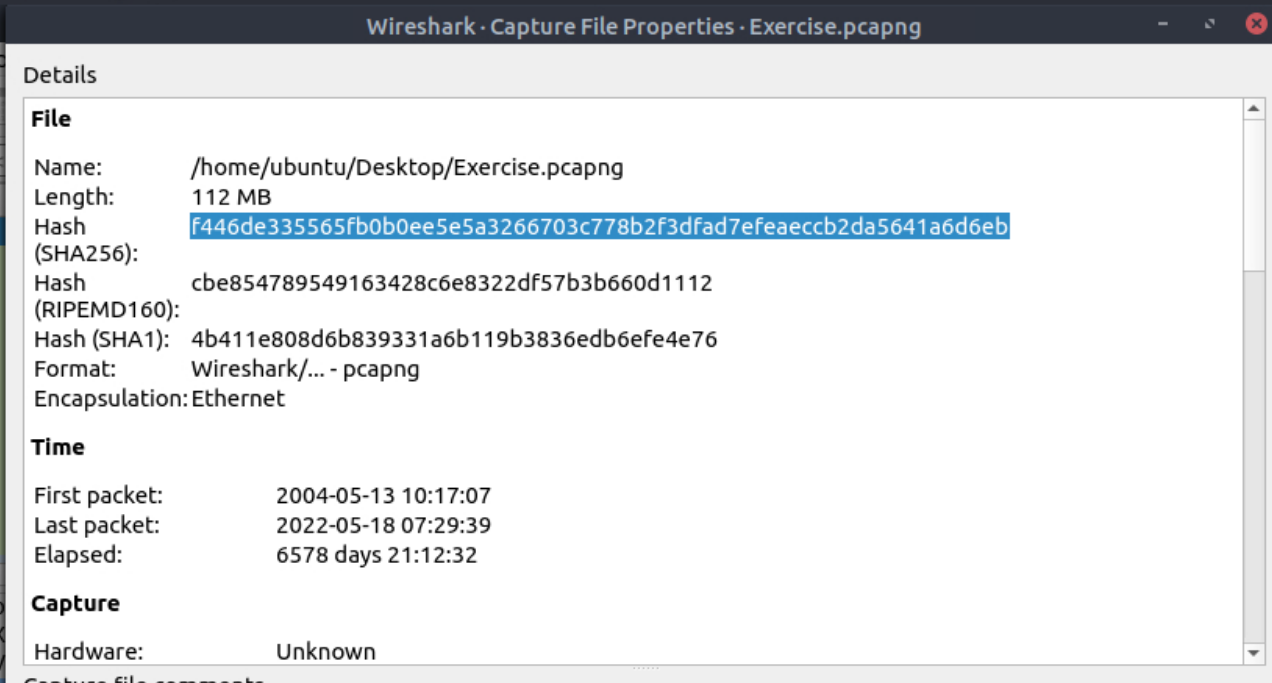 Wireshark · Capture File Properties · Exercise.pcapng
Details
File
Name: /home/ubuntu/Desktop/Exercise.pcapng
Length: 112 MB
Hash (SHA256): f446de335565fb0b0ee5e5a3266703c778b2f3dfad7efeaeccb2da5641a6d6eb
Hash (RIPEMD160): cbe854789549163428c6e8322df57b3b660d1112
Hash (SHA1): 4b411e808d6b839331a6b119b3836edb6efe4e76
Format: Wireshark/... - pcapng
Encapsulation: Ethernet
Time
First packet: 2004-05-13 10:17:07
Last packet: 2022-05-18 07:29:39
Elapsed: 6578 days 21:12:32
Capture
Hardware: Unknown
Capture file comments